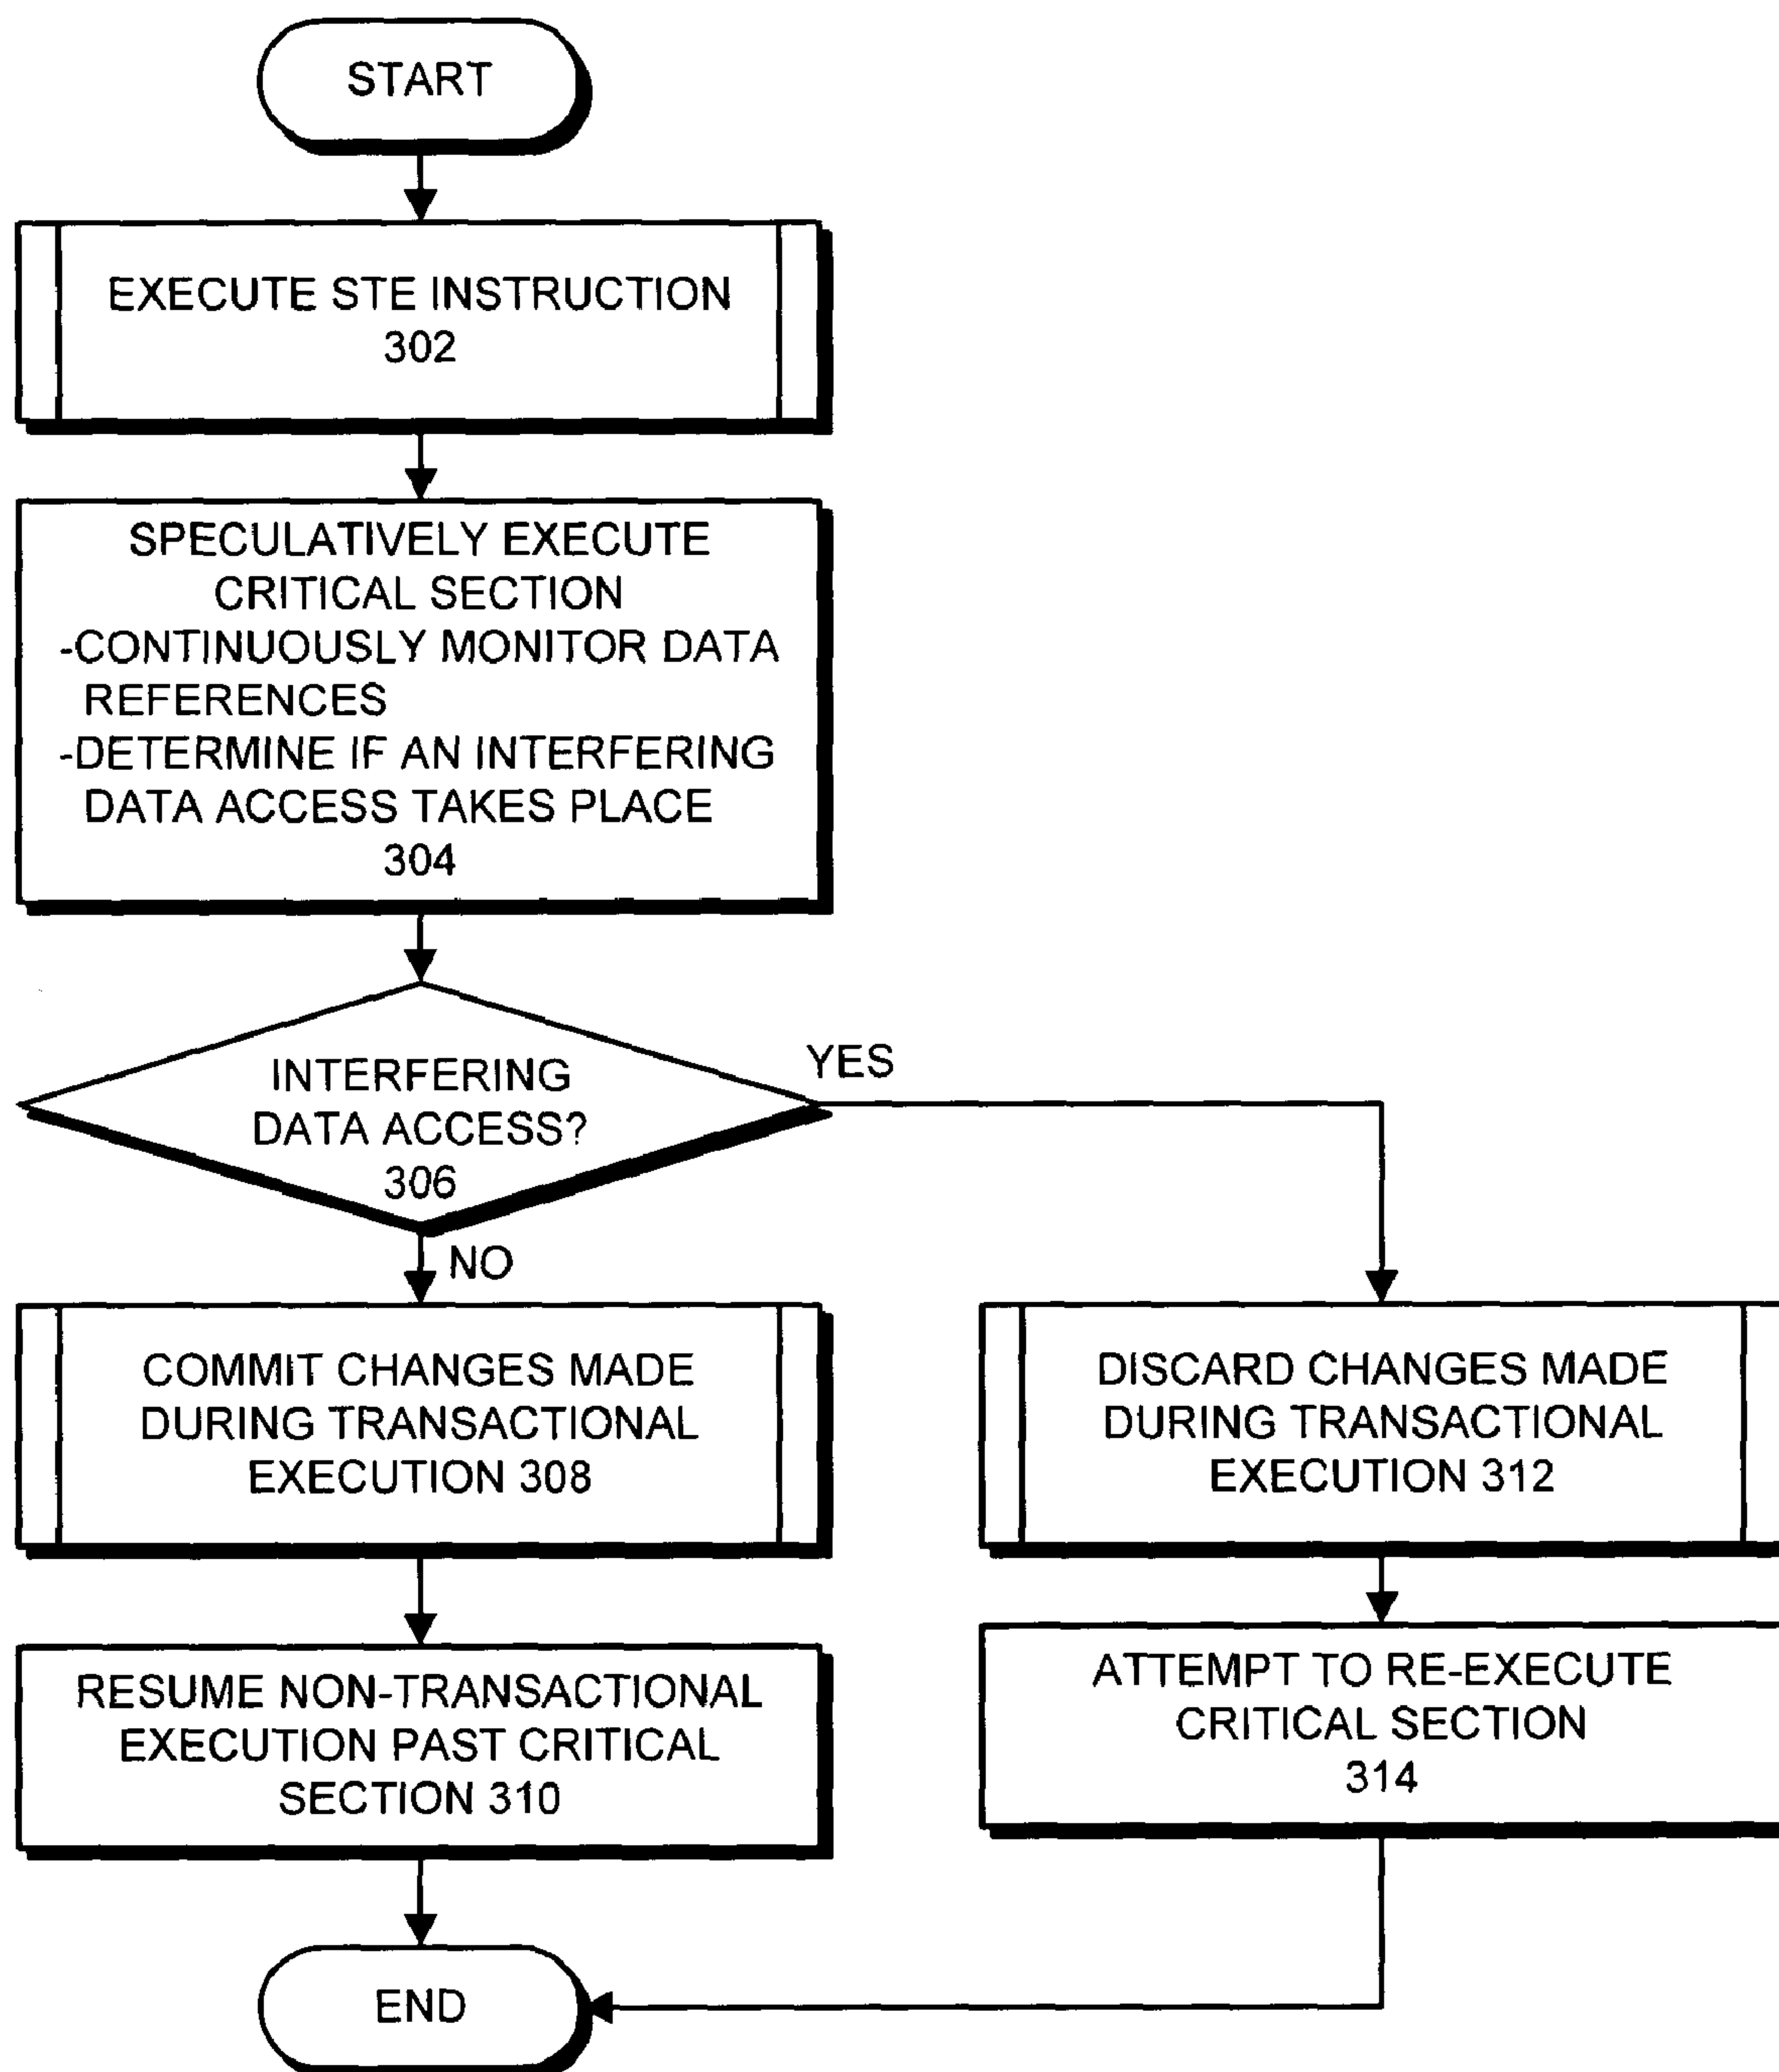 START
EXECUTE STE INSTRUCTION
302
SPECULATIVELY EXECUTE
CRITICAL SECTION
-CONTINUOUSLY MONITOR DATA
REFERENCES
-DETERMINE IF AN INTERFERING
DATA ACCESS TAKES PLACE
304
INTERFERING
DATA ACCESS?
306
YES
NO
COMMIT CHANGES MADE
DURING TRANSACTIONAL
EXECUTION 308
DISCARD CHANGES MADE
DURING TRANSACTIONAL
EXECUTION 312
RESUME NON-TRANSACTIONAL
EXECUTION PAST CRITICAL
SECTION 310
ATTEMPT TO RE-EXECUTE
CRITICAL SECTION
314
END